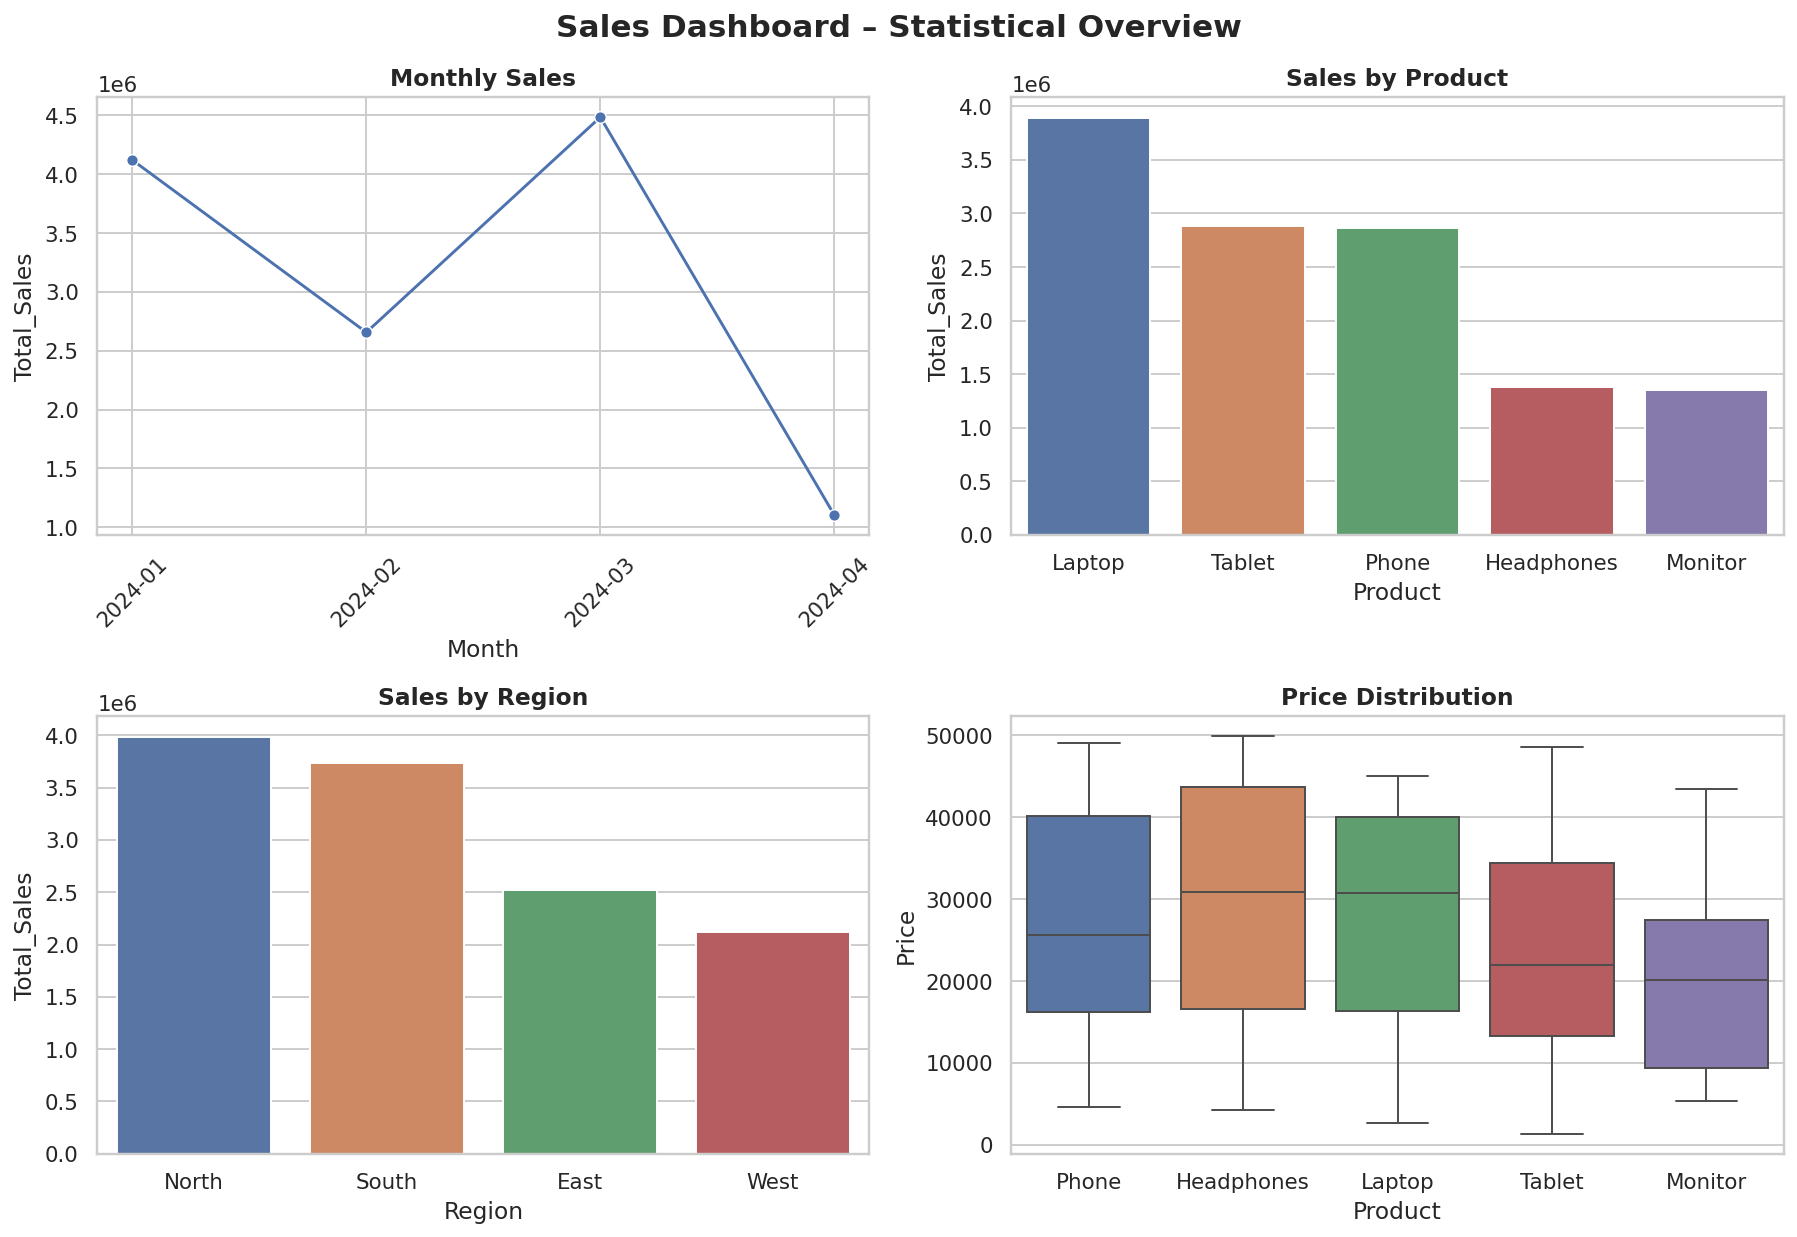 Sales Dashboard – Statistical Overview
Monthly Sales
1e6
4.5
4.0
3.5
3.0
2.5
2.0
1.5
1.0
Total_Sales
2024-01
2024-02
2024-03
2024-04
Month
Sales by Product
1e6
4.0
3.5
3.0
2.5
2.0
1.5
1.0
0.5
0.0
Total_Sales
Laptop
Tablet
Phone
Headphones
Monitor
Product
Sales by Region
1e6
4.0
3.5
3.0
2.5
2.0
1.5
1.0
0.5
0.0
Total_Sales
North
South
East
West
Region
Price Distribution
50000
40000
30000
20000
10000
0
Price
Phone
Headphones
Laptop
Tablet
Monitor
Product